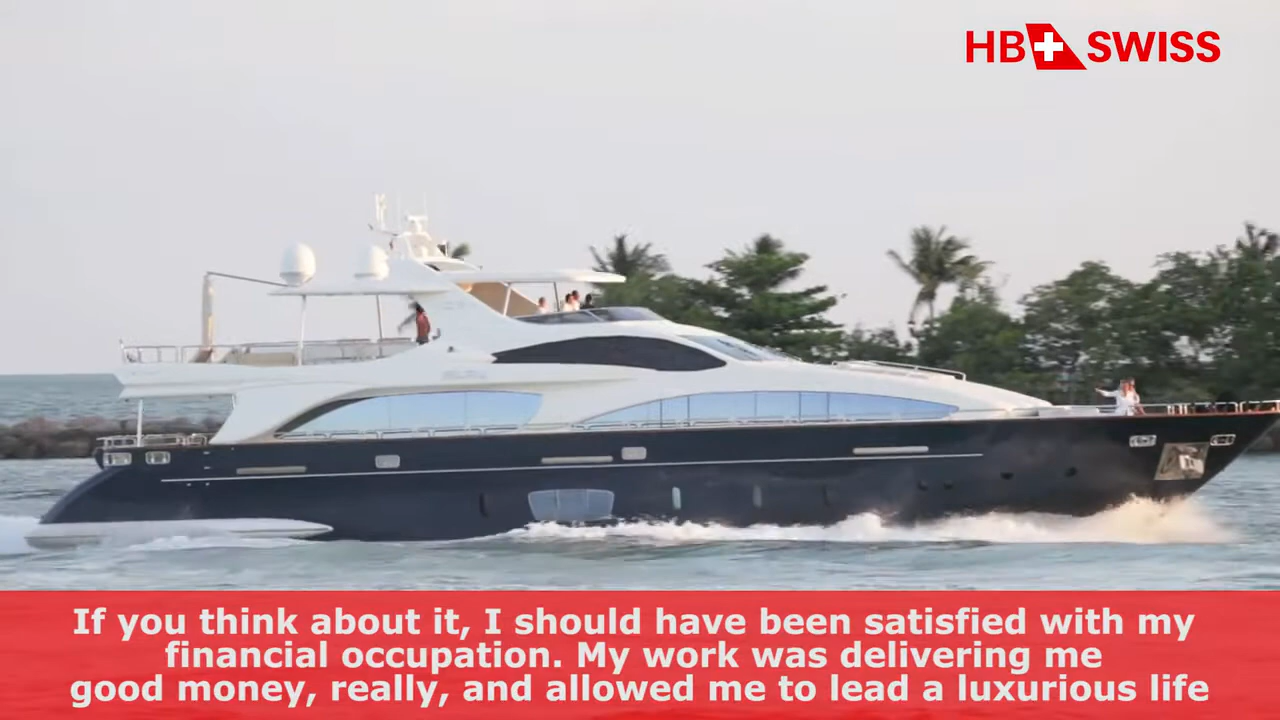 HB SWISS
If you think about it, I should have been satisfied with my
financial occupation. My work was delivering me
good money, really, and allowed me to lead a luxurious life